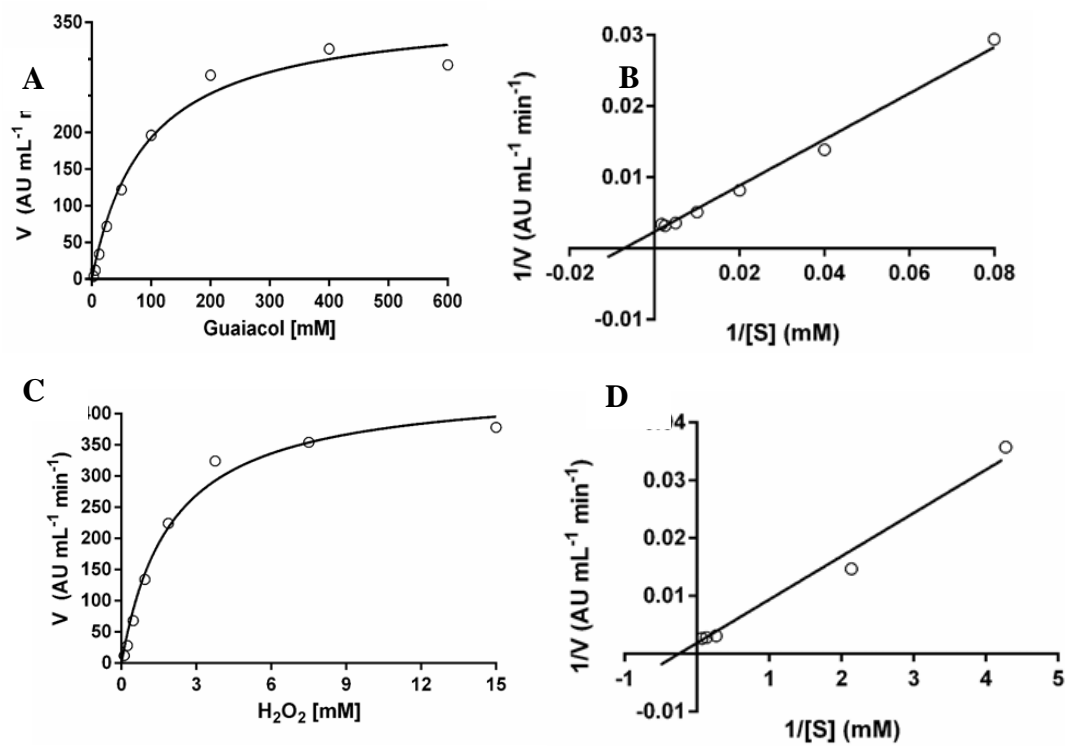 A
350
200
150
100
50
0
V (AU mL-1
0 100 200 300 400 500 600
Guaiacol [mM]
B
0.03
0.02
0.01
-0.01
1/V (AU mL-1 min-1)
-0.02 0.02 0.04 0.06 0.08
1/[S] (mM)
C
400
350
300
250
200
150
100
50
0
V (AU mL-1 min-1)
0 3 6 9 12 15
H2O2 [mM]
D
0.03
0.02
0.01
-0.01
1/V (AU mL-1 min-1)
-1 1 2 3 4 5
1/[S] (mM)